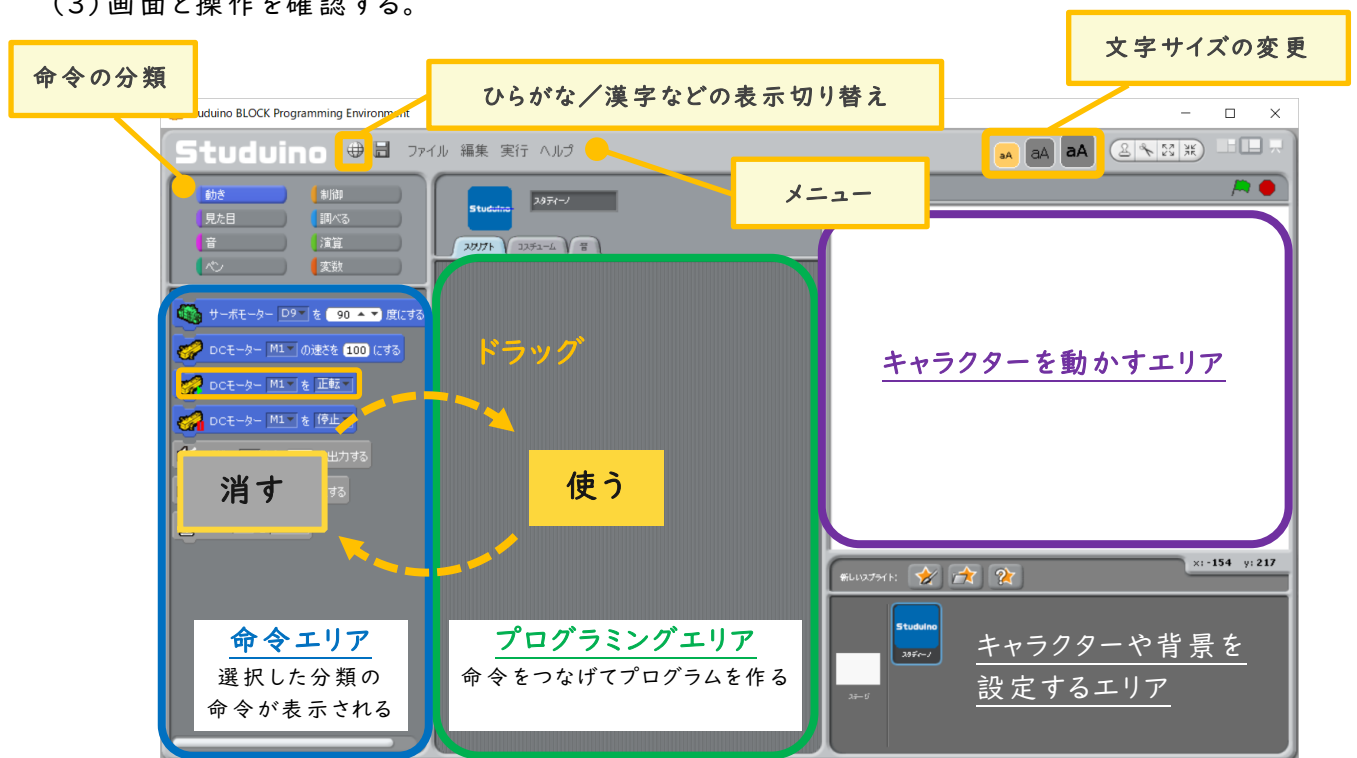 (3)画面と操作を確認する。
文字サイズの変更
命令の分類
ひらがな／漢字などの表示切り替え
Studuino BLOCK Programming Environment
Studuino
ファイル 編集 実行 ヘルプ
aA aA aA
メニュー
動き 制御
見た目 調べる
音 演算
ペン 変数
Studuino
スタディーノ
スクリプト コスチューム 音
サーボモーター D9 を 90 度にする
DCモーター M1 の速さを 100 にする
DCモーター M1 を 正転
DCモーター M1 を 停止
出力する
する
ドラッグ
消す
使う
キャラクターを動かすエリア
x: -154 y: 217
新しいスプライト:
命令エリア
選択した分類の
命令が表示される
プログラミングエリア
命令をつなげてプログラムを作る
Studuino
スタディーノ
ステージ
キャラクターや背景を
設定するエリア